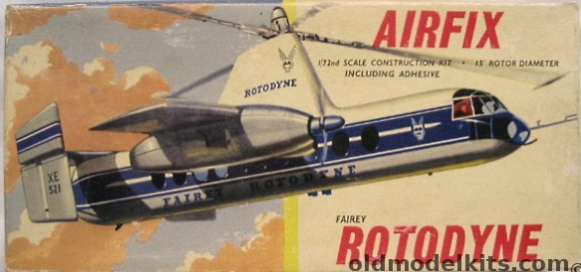 AIRFIX
1/72nd SCALE CONSTRUCTION KIT · 15" ROTOR DIAMETER
INCLUDING ADHESIVE
ROTODYNE
XE
521
FAIREY ROTODYNE
FAIREY
ROTODYNE
oldmodelkits.com